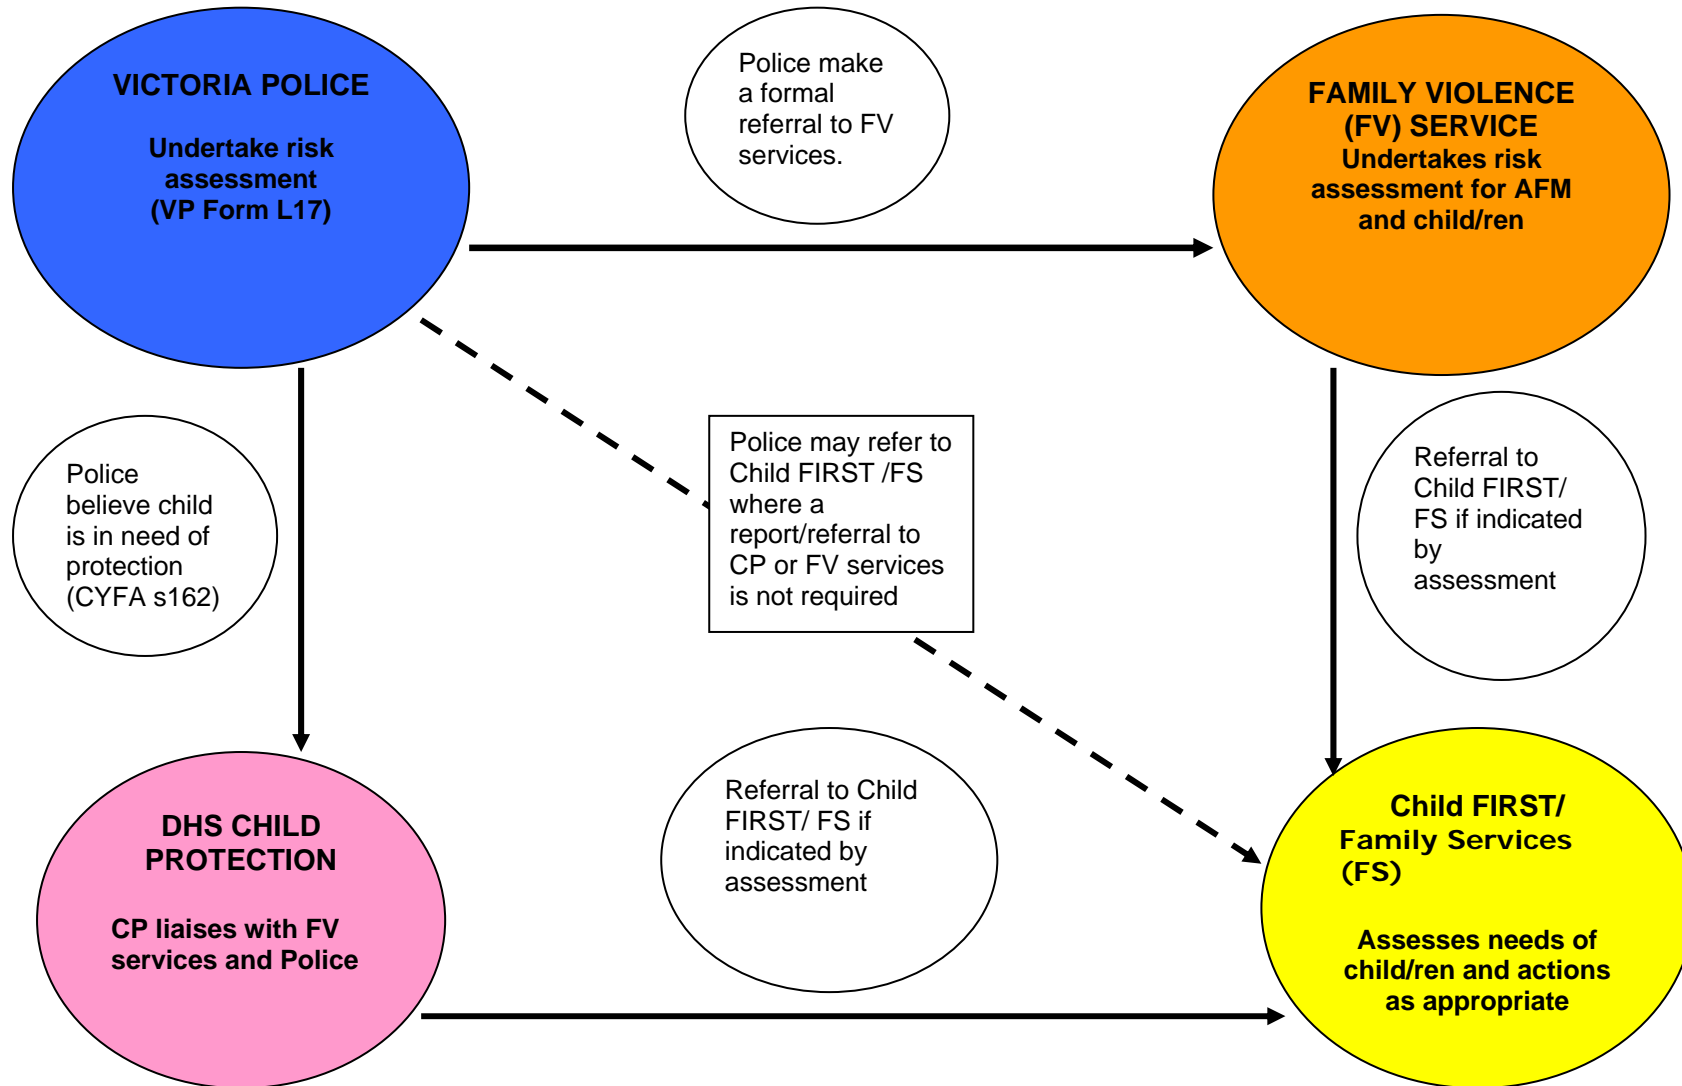 VICTORIA POLICE
Undertake risk
assessment
(VP Form L17)
Police make
a formal
referral to FV
services.
FAMILY VIOLENCE
(FV) SERVICE
Undertakes risk
assessment for AFM
and child/ren
Police
believe child
is in need of
protection
(CYFA s162)
Police may refer to
Child FIRST /FS
where a
report/referral to
CP or FV services
is not required
Referral to
Child FIRST/
FS if indicated
by
assessment
DHS CHILD
PROTECTION
CP liaises with FV
services and Police
Referral to Child
FIRST/ FS if
indicated by
assessment
Child FIRST/
Family Services
(FS)
Assesses needs of
child/ren and actions
as appropriate